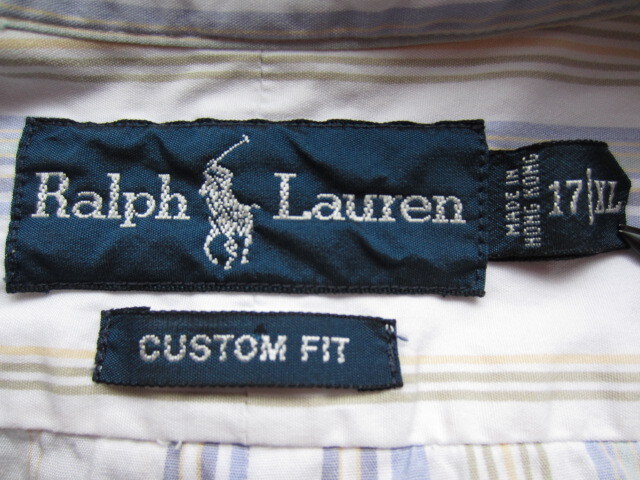 Ralph Lauren
MADE IN
HONG KONG
17/XL
CUSTOM FIT